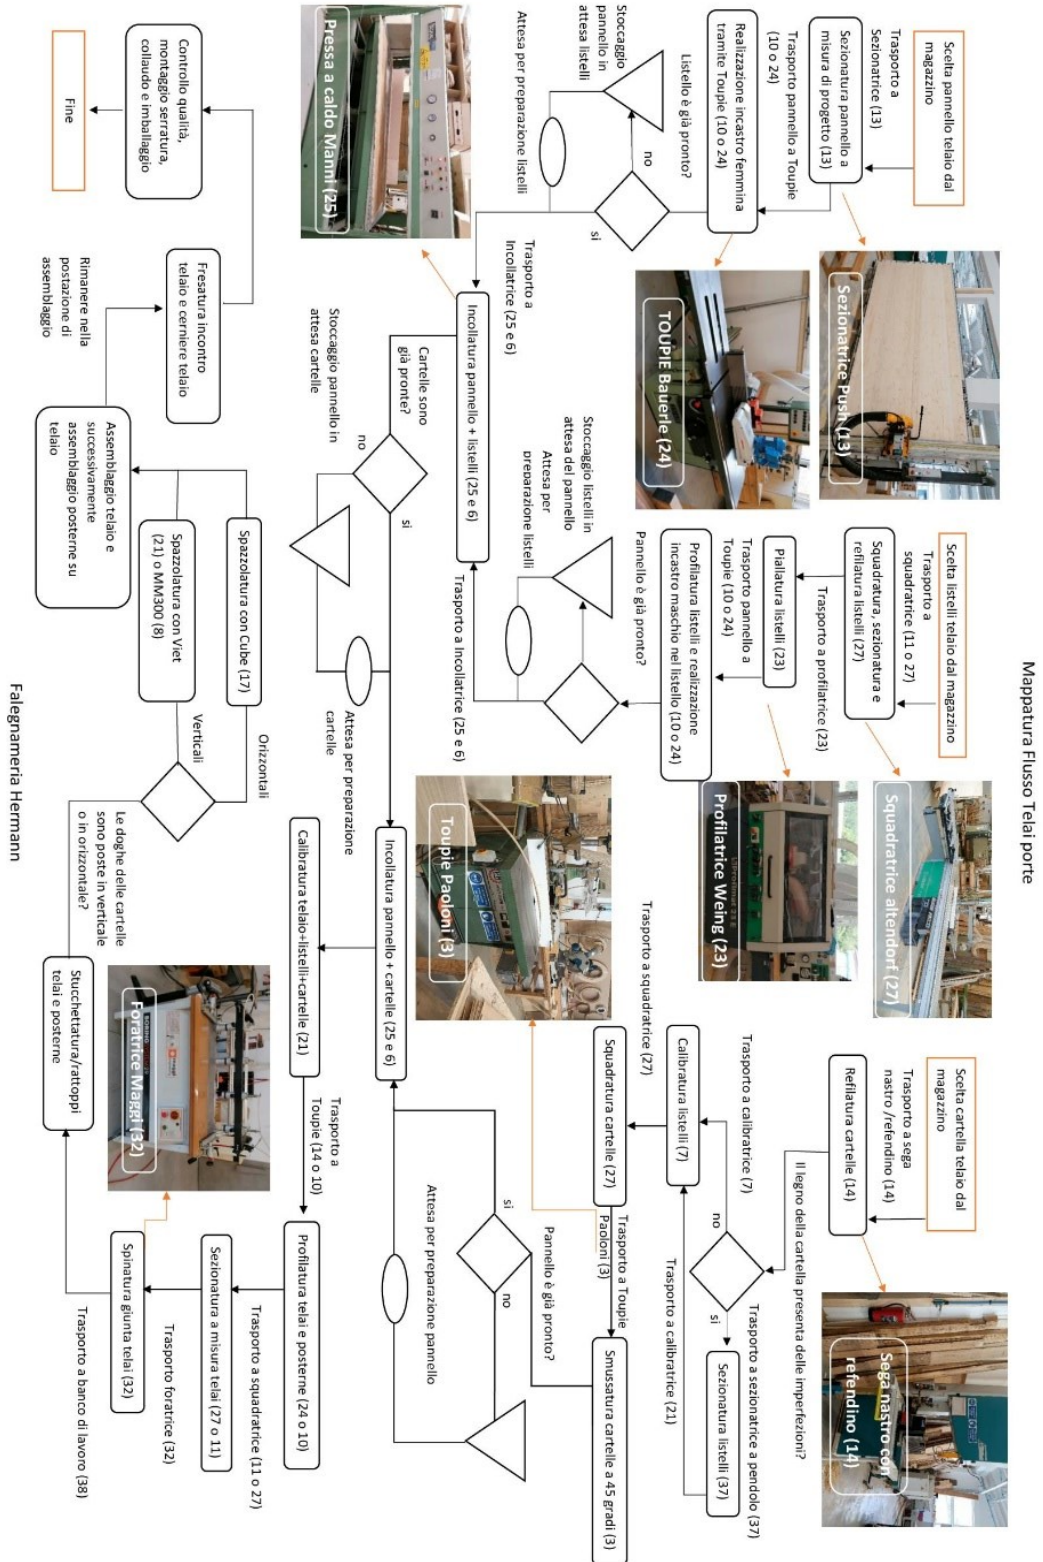 Mappatura Flusso Telai porte
Scelta pannello telaio dal
magazzino
Trasporto a
Sezionatrice (13)
Sezionatura pannello a
misura di progetto (13)
Trasporto pannello a Toupie
(10 o 24)
Realizzazione incastro femmina
tramite Toupie (10 o 24)
Listello è già pronto?
no
si
Stoccaggio
pannello in
attesa listelli
Attesa per preparazione listelli
Sezionatrice Push (13)
TOUPIE Bauerle (24)
Pressa a caldo Manni (25)
Trasporto a
Incollatrice (25 e 6)
Incollatura pannello + listelli (25 e 6)
Scelta listelli telaio dal magazzino
Trasporto a
squadratrice (11 o 27)
Squadratura, sezionatura e
refilatura listelli (27)
Trasporto a profilatrice (23)
Piallatura listelli (23)
Trasporto pannello a
Toupie (10 o 24)
Profilatura listelli e realizzazione
incastro maschio nel listello (10 o 24)
Pannello è già pronto?
Stoccaggio listelli in
attesa del pannello
Attesa per
preparazione listelli
Trasporto a Incollatrice (25 e 6)
Squadratrice altendorf (27)
Profilatrice Weing (23)
Cartelle sono
già pronte?
no
si
Stoccaggio pannello in
attesa cartelle
Attesa per preparazione
cartelle
Scelta cartella telaio dal
magazzino
Trasporto a sega
nastro /refendino (14)
Refilatura cartelle (14)
Il legno della cartella presenta delle imperfezioni?
no
si
Trasporto a sezionatrice a pendolo (37)
Sezionatura listelli (37)
Trasporto a calibratrice (21)
Trasporto a calibratrice (7)
Calibratura listelli (7)
Trasporto a squadratrice (27)
Squadratura cartelle (27)
Trasporto a Toupie
Paoloni (3)
Smussatura cartelle a 45 gradi (3)
Pannello è già pronto?
si
no
Attesa per preparazione pannello
Sega nastro con
refendino (14)
Toupie Paoloni (3)
Incollatura pannello + cartelle (25 e 6)
Calibratura telaio+listelli+cartelle (21)
Trasporto a
Toupie (14 o 10)
Profilatura telai e posterne (24 o 10)
Trasporto a squadratrice (11 o 27)
Sezionatura a misura telai (27 o 11)
Trasporto foratrice (32)
Spinatura giunta telai (32)
Trasporto a banco di lavoro (38)
Foratrice Maggi (32)
Stucchettatura/rattoppi
telai e posterne
Le doghe delle cartelle
sono poste in verticale
o in orizzontale?
Orizzontali
Verticali
Spazzolatura con Cube (17)
Spazzolatura con Viet
(21) o MM300 (8)
Assemblaggio telaio e
successivamente
assemblaggio posterne su
telaio
Rimanere nella
postazione di
assemblaggio
Fresatura incontro
telaio e cerniere telaio
Controllo qualità,
montaggio serratura,
collaudo e imballaggio
Fine
Falegnameria Hermann